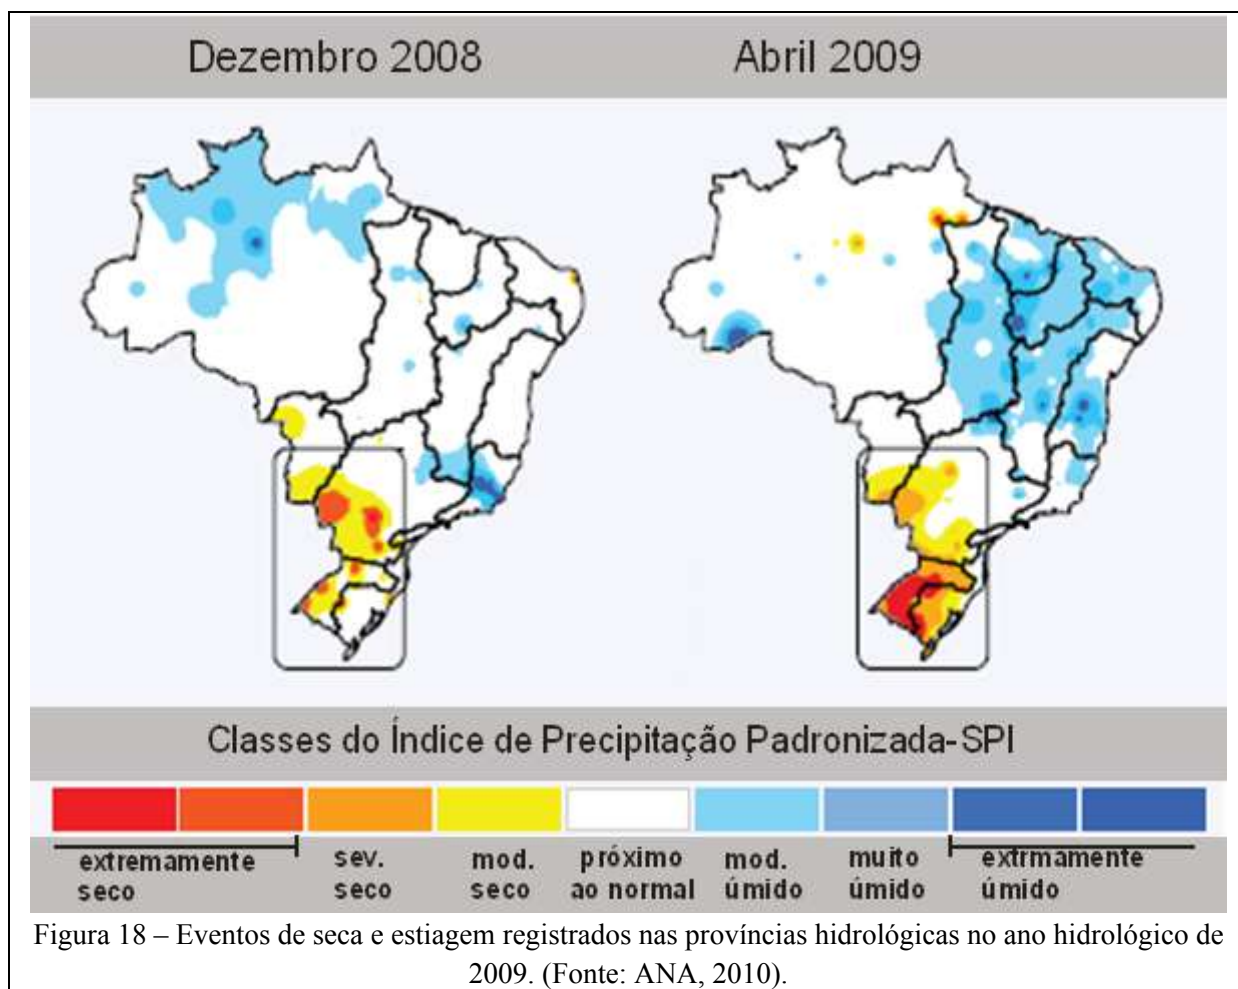 Dezembro 2008
Abril 2009
Classes do Índice de Precipitação Padronizada-SPI
extremamente seco
sev. seco
mod. seco
próximo ao normal
mod. úmido
muito úmido
extrmamente úmido
Figura 18 – Eventos de seca e estiagem registrados nas províncias hidrológicas no ano hidrológico de
2009. (Fonte: ANA, 2010).